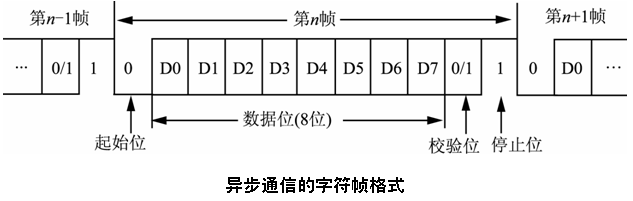 第n−1帧 第n帧 第n+1帧
... 0/1 1 0 D0 D1 D2 D3 D4 D5 D6 D7 0/1 1 0 D0 ...
起始位 数据位(8位) 校验位 停止位
异步通信的字符帧格式